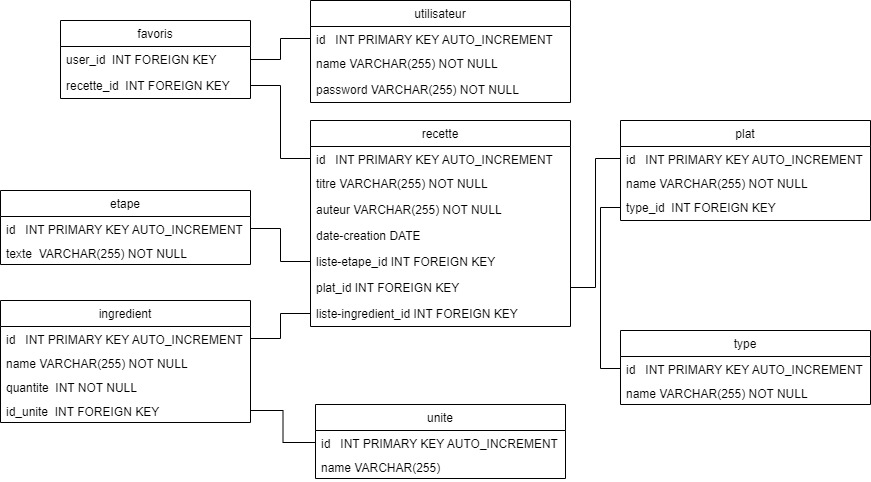 favoris
user_id INT FOREIGN KEY
recette_id INT FOREIGN KEY
utilisateur
id INT PRIMARY KEY AUTO_INCREMENT
name VARCHAR(255) NOT NULL
password VARCHAR(255) NOT NULL
recette
id INT PRIMARY KEY AUTO_INCREMENT
titre VARCHAR(255) NOT NULL
auteur VARCHAR(255) NOT NULL
date-creation DATE
liste-etape_id INT FOREIGN KEY
plat_id INT FOREIGN KEY
liste-ingredient_id INT FOREIGN KEY
plat
id INT PRIMARY KEY AUTO_INCREMENT
name VARCHAR(255) NOT NULL
type_id INT FOREIGN KEY
etape
id INT PRIMARY KEY AUTO_INCREMENT
texte VARCHAR(255) NOT NULL
ingredient
id INT PRIMARY KEY AUTO_INCREMENT
name VARCHAR(255) NOT NULL
quantite INT NOT NULL
id_unite INT FOREIGN KEY
type
id INT PRIMARY KEY AUTO_INCREMENT
name VARCHAR(255) NOT NULL
unite
id INT PRIMARY KEY AUTO_INCREMENT
name VARCHAR(255)